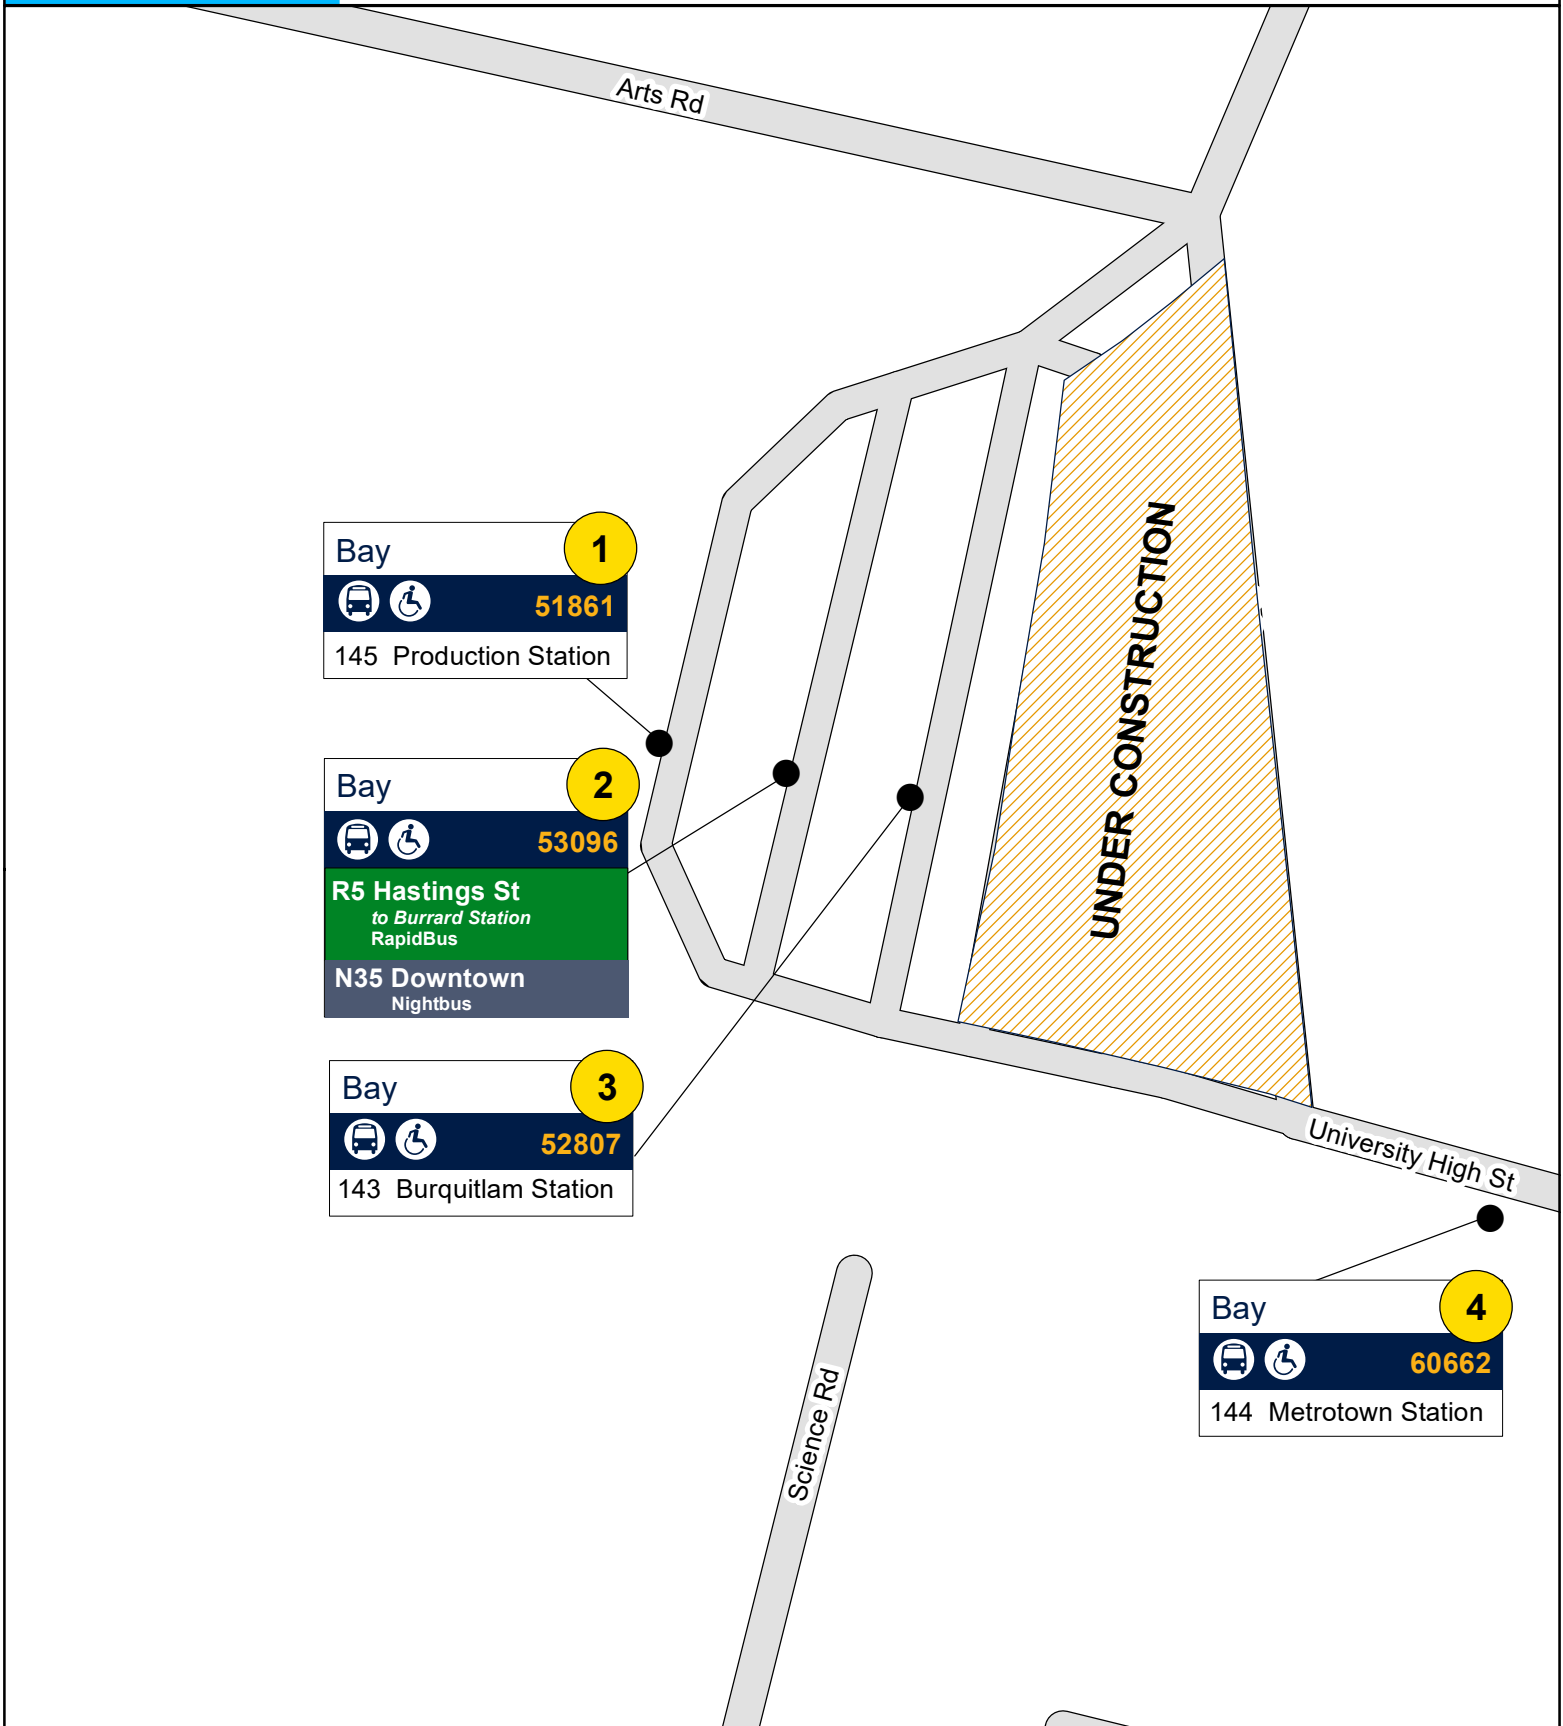 Arts Rd
Bay 1
51861
145 Production Station
Bay 2
53096
R5 Hastings St
to Burrard Station
RapidBus
N35 Downtown
Nightbus
Bay 3
52807
143 Burquitlam Station
UNDER CONSTRUCTION
University High St
Bay 4
60662
144 Metrotown Station
Science Rd